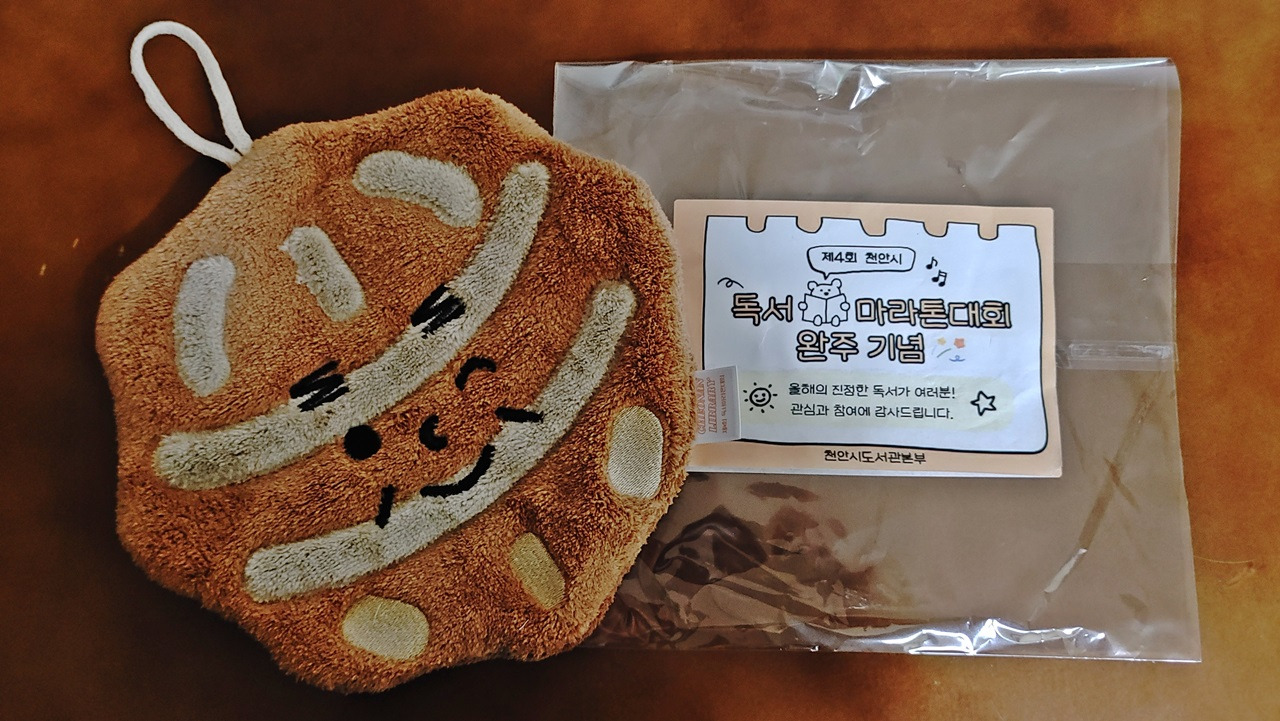 제4회 천안시
독서 마라톤대회
완주 기념
올해의 진정한 독서가 여러분!
관심과 참여에 감사드립니다.
천안시도서관본부